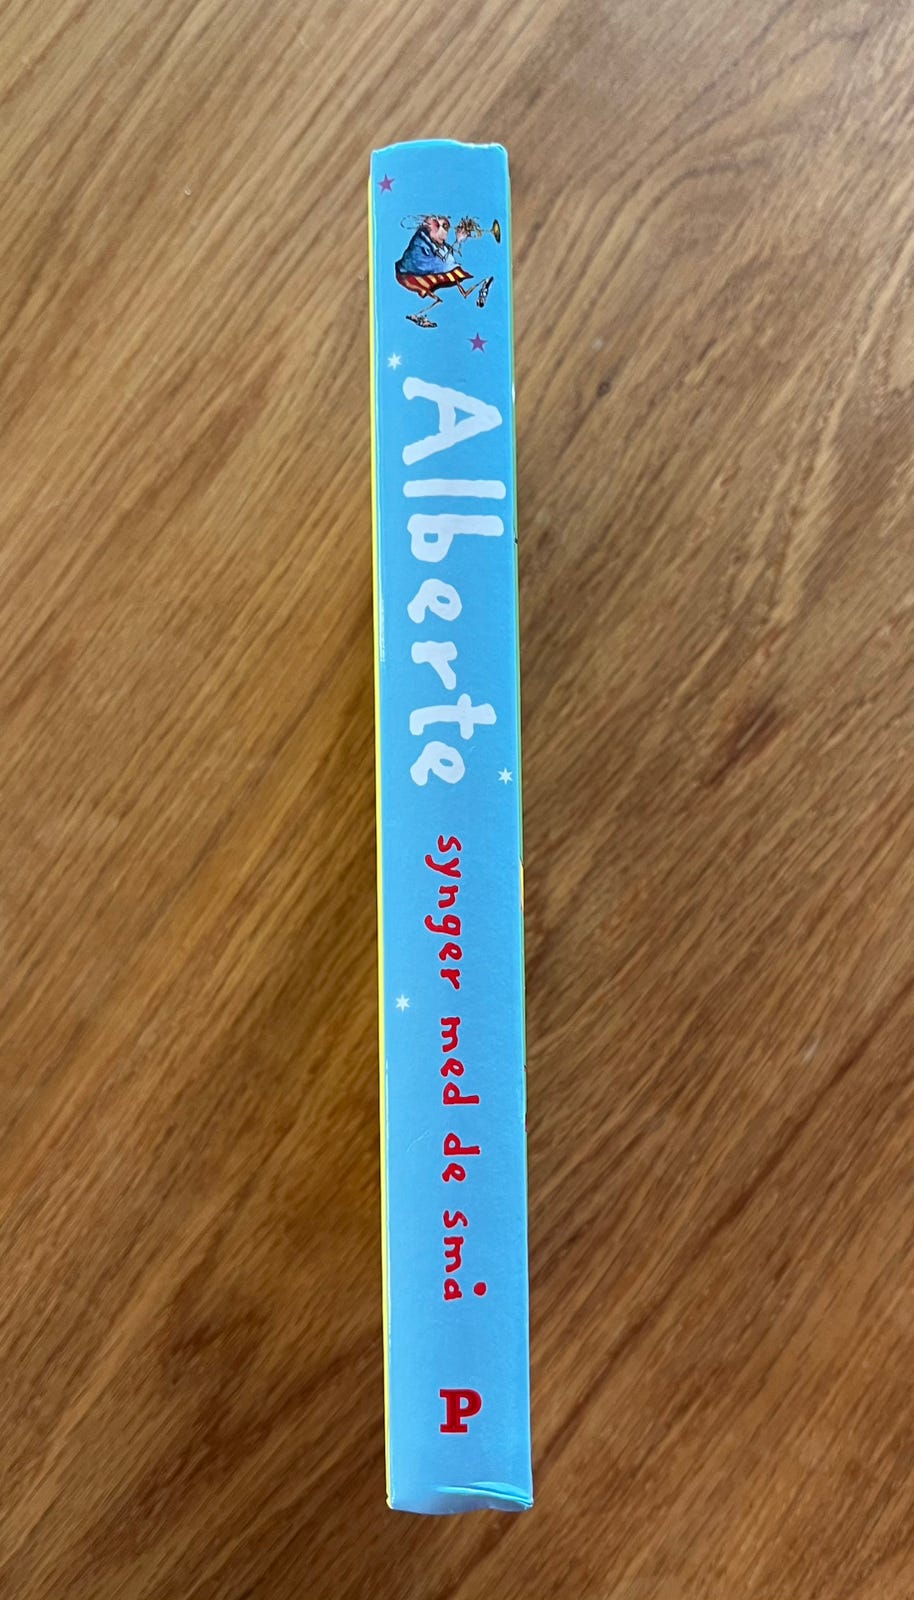 Alberte synger med de små
P